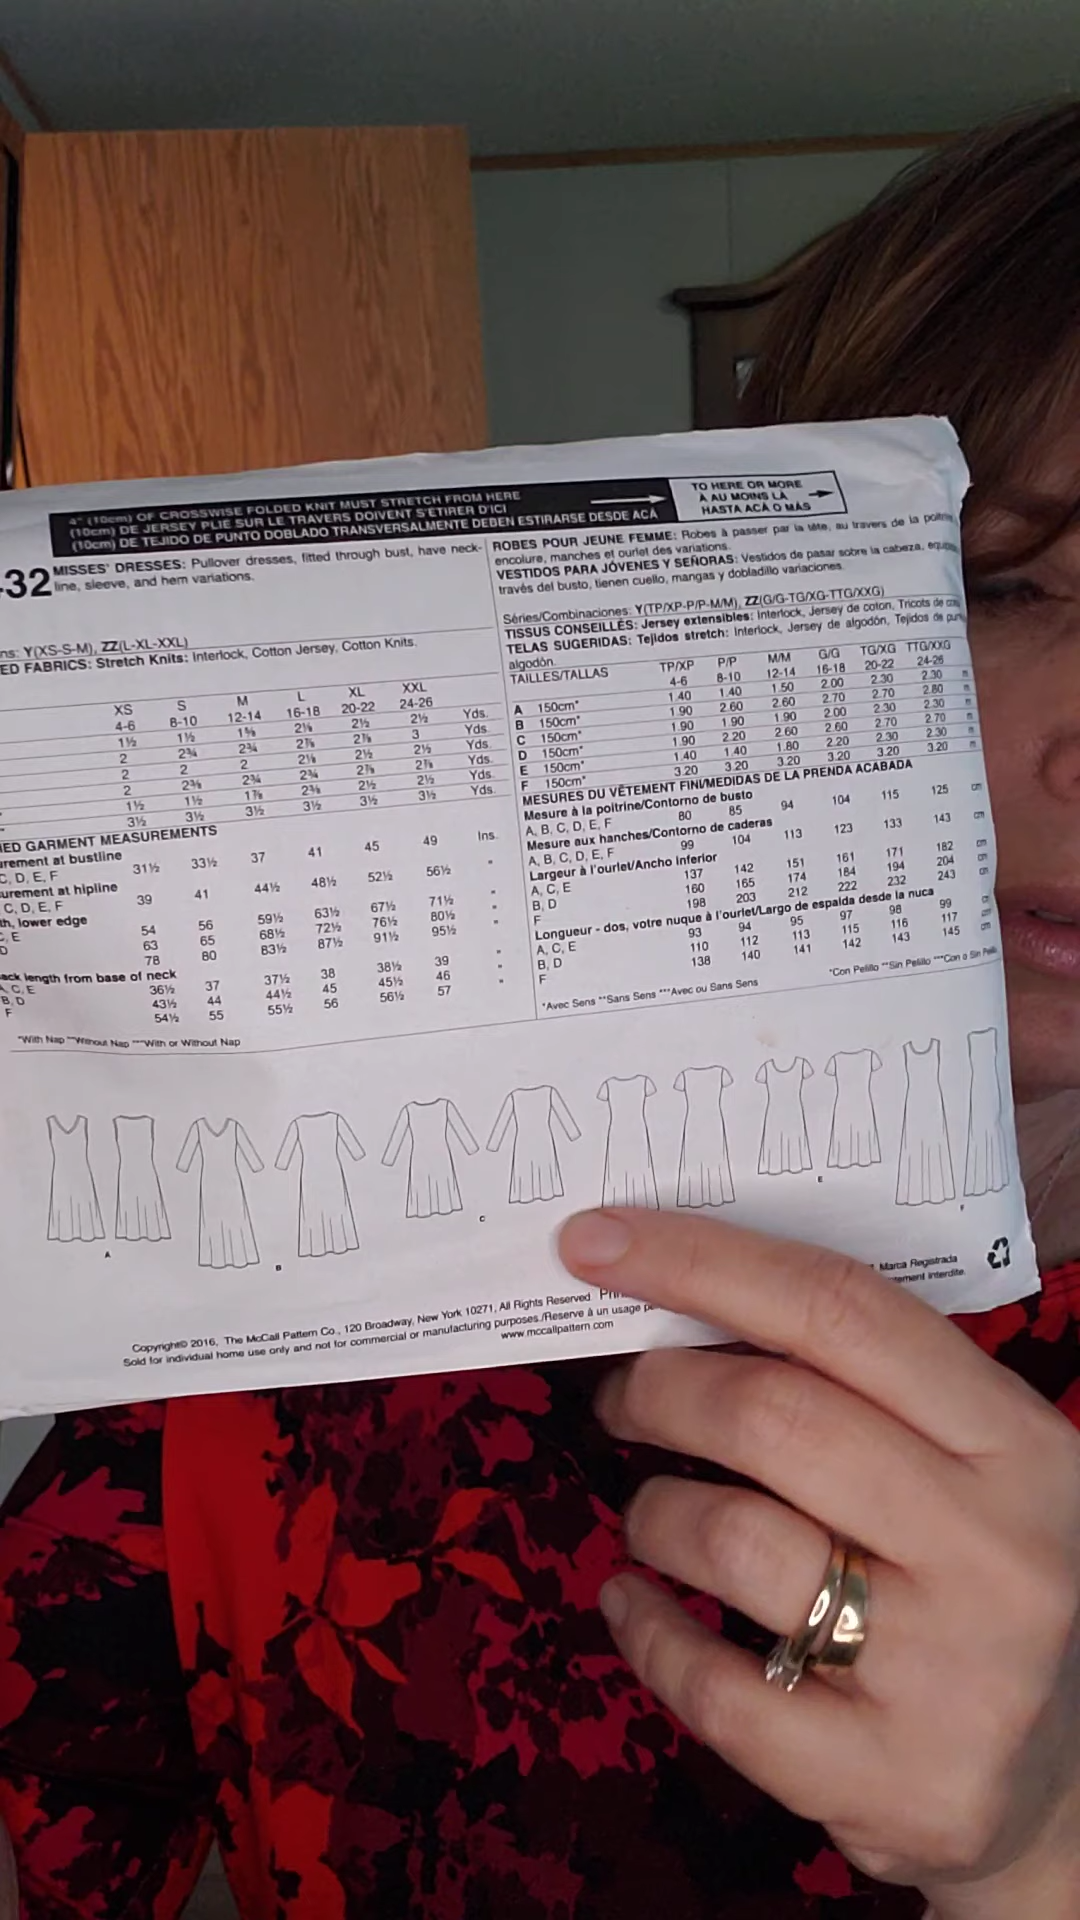 4" (10cm) OF CROSSWISE FOLDED KNIT MUST STRETCH FROM HERE
(10cm) DE JERSEY PLIE SUR LE TRAVERS DOIVENT S'ETIRER D'ICI
(10cm) DE TEJIDO DE PUNTO DOBLADO TRANSVERSALMENTE DEBEN ESTIRARSE DESDE ACÁ
TO HERE OR MORE
À AU MOINS LÀ
HASTA ACÁ O MÁS
32
MISSES' DRESSES: Pullover dresses, fitted through bust, have neck-
line, sleeve, and hem variations.
ns: Y(XS-S-M), ZZ(L-XL-XXL)
ED FABRICS: Stretch Knits: Interlock, Cotton Jersey, Cotton Knits.
XS S M L XL XXL
4-6 8-10 12-14 16-18 20-22 24-26
1½ 1½ 1⅝ 2⅛ 2½ 2½ Yds.
2 2¾ 2¾ 2⅞ 2⅞ 3 Yds.
2 2 2 2⅛ 2½ 2½ Yds.
2 2⅜ 2¾ 2¾ 2⅞ 2⅞ Yds.
1½ 1½ 1⅞ 2⅜ 2½ 2½ Yds.
3½ 3½ 3½ 3½ 3½ 3½ Yds.
ED GARMENT MEASUREMENTS
urement at bustline
C, D, E, F 31½ 33½ 37 41 45 49 Ins.
urement at hipline
C, D, E, F 39 41 44½ 48½ 52½ 56½ "
th, lower edge
C, E 54 56 59½ 63½ 67½ 71½ "
D 63 65 68½ 72½ 76½ 80½ "
78 80 83½ 87½ 91½ 95½ "
ack length from base of neck
A, C, E 36½ 37 37½ 38 38½ 39 "
B, D 43½ 44 44½ 45 45½ 46 "
F 54½ 55 55½ 56 56½ 57 "
*With Nap **Without Nap ***With or Without Nap
ROBES POUR JEUNE FEMME: Robes à passer par la tête, au travers de la poitrine,
encolure, manches et ourlet des variations.
VESTIDOS PARA JÓVENES Y SEÑORAS: Vestidos de pasar sobre la cabeza,
través del busto, tienen cuello, mangas y dobladillo variaciones.
Séries/Combinaciones: Y(TP/XP-P/P-M/M), ZZ(G/G-TG/XG-TTG/XXG)
TISSUS CONSEILLÉS: Jersey extensibles: Interlock, Jersey de coton, Tricots de
TELAS SUGERIDAS: Tejidos stretch: Interlock, Jersey de algodón, Tejidos de
algodón.
TAILLES/TALLAS TP/XP P/P M/M G/G TG/XG TTG/XXG
4-6 8-10 12-14 16-18 20-22 24-26
A 150cm* 1.40 1.40 1.50 2.00 2.30 2.30 m
B 150cm* 1.90 2.60 2.60 2.70 2.70 2.80 m
C 150cm* 1.90 1.90 1.90 2.00 2.30 2.30 m
D 150cm* 1.90 2.20 2.60 2.60 2.70 2.70 m
E 150cm* 1.40 1.40 1.80 2.20 2.30 2.30 m
F 150cm* 3.20 3.20 3.20 3.20 3.20 3.20 m
MESURES DU VÊTEMENT FINI/MEDIDAS DE LA PRENDA ACABADA
Mesure à la poitrine/Contorno de busto
A, B, C, D, E, F 80 85 94 104 115 125 cm
Mesure aux hanches/Contorno de caderas
A, B, C, D, E, F 99 104 113 123 133 143 cm
Largeur à l'ourlet/Ancho Inferior
A, C, E 137 142 151 161 171 182 cm
B, D 160 165 174 184 194 204 cm
F 198 203 212 222 232 243 cm
Longueur - dos, votre nuque à l'ourlet/Largo de espalda desde la nuca
A, C, E 93 94 95 97 98 99 cm
B, D 110 112 113 115 116 117 cm
F 138 140 141 142 143 145 cm
*Avec Sens **Sans Sens ***Avec ou Sans Sens
*Con Pelillo **Sin Pelillo ***Con o Sin
A
B
C
E
F
Copyright© 2016, The McCall Pattern Co., 120 Broadway, New York 10271, All Rights Reserved.
Marca Registrada
Sold for individual home use only and not for commercial or manufacturing purposes./Reserve à un usage
interdite.
www.mccallpattern.com